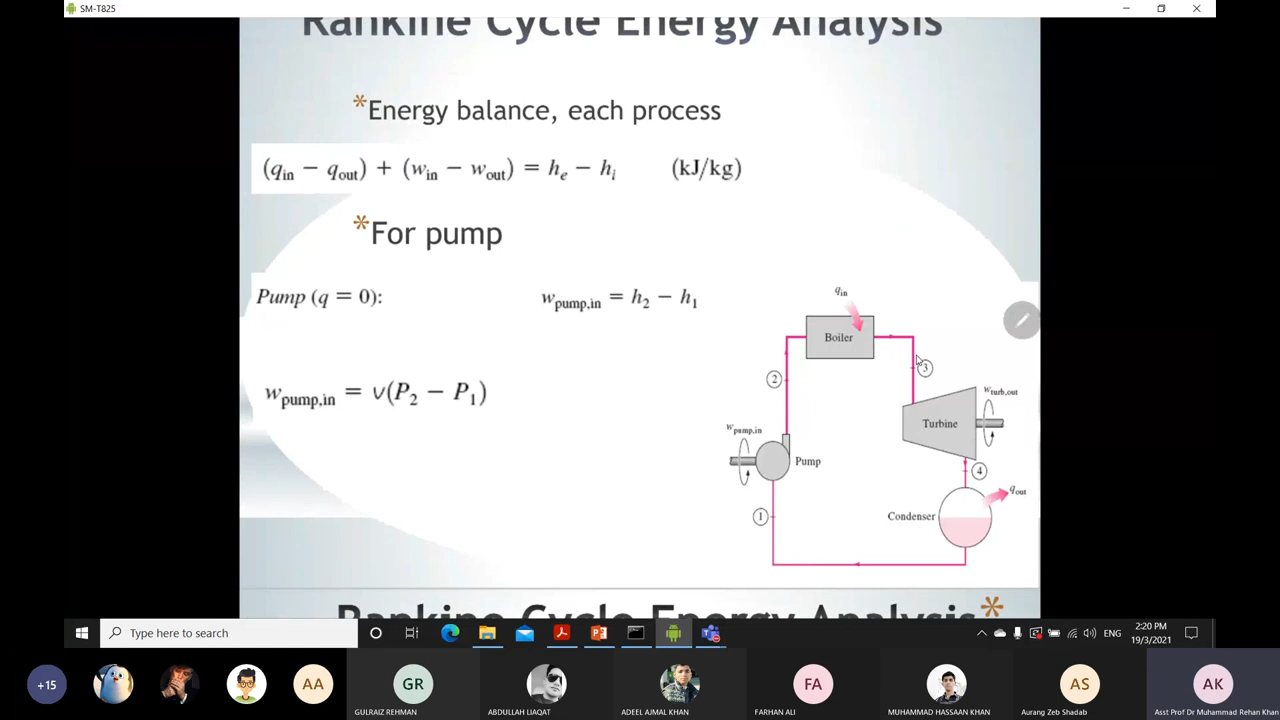 SM-T825
Rankine Cycle Energy Analysis
*Energy balance, each process
(q_in − q_out) + (w_in − w_out) = h_e − h_i (kJ/kg)
*For pump
Pump (q = 0): w_pump,in = h_2 − h_1
w_pump,in = v(P_2 − P_1)
q_in
Boiler
3
2
w_turb,out
Turbine
w_pump,in
Pump
4
q_out
1
Condenser
Rankine Cycle Energy Analysis*
Type here to search
ENG
2:20 PM
19/3/2021
+15
AA
GR
FA
AS
AK
GULRAIZ REHMAN
ABDULLAH LIAQAT
ADEEL AJMAL KHAN
FARHAN ALI
MUHAMMAD HASSAAN KHAN
Aurang Zeb Shadab
Asst Prof Dr Muhammad Rehan Khan